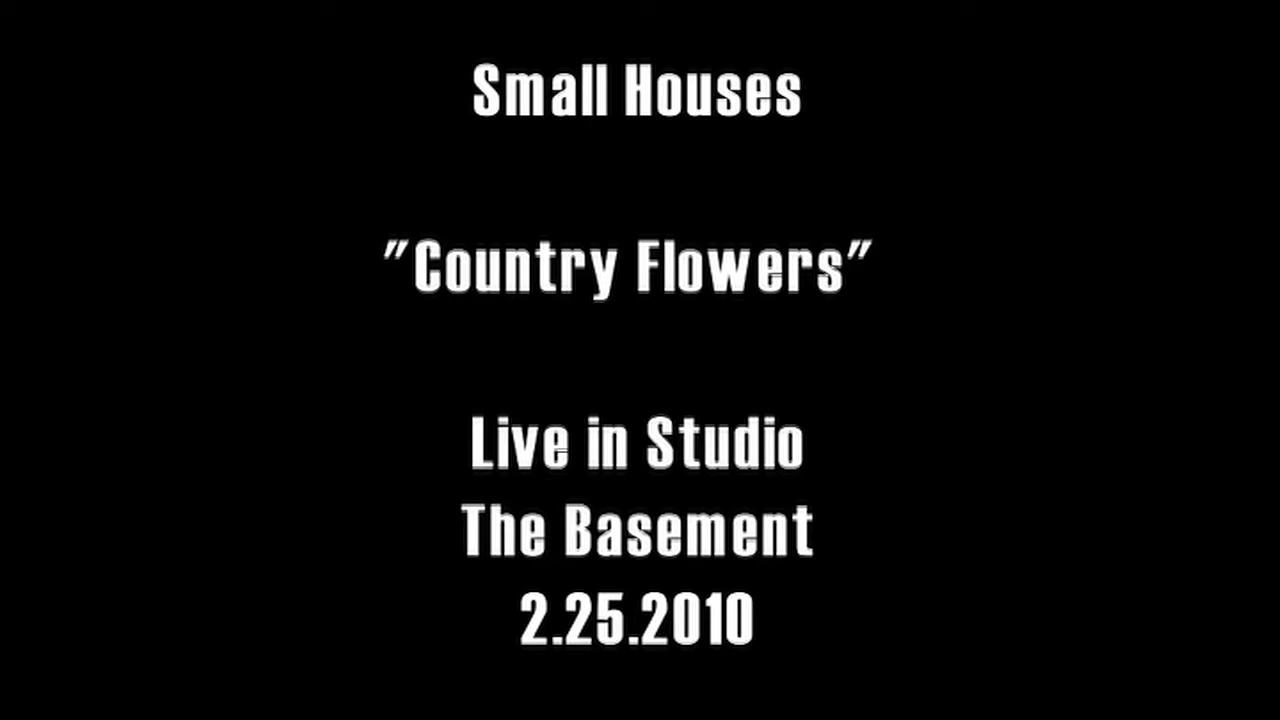 Small Houses
"Country Flowers"
Live in Studio
The Basement
2.25.2010